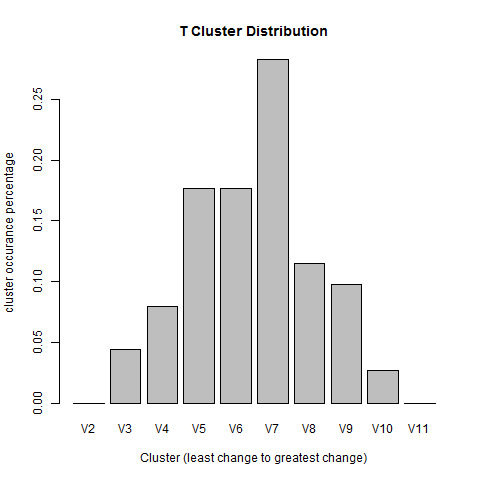 T Cluster Distribution
cluster occurance percentage
0.25
0.20
0.15
0.10
0.05
0.00
V2 V3 V4 V5 V6 V7 V8 V9 V10 V11
Cluster (least change to greatest change)